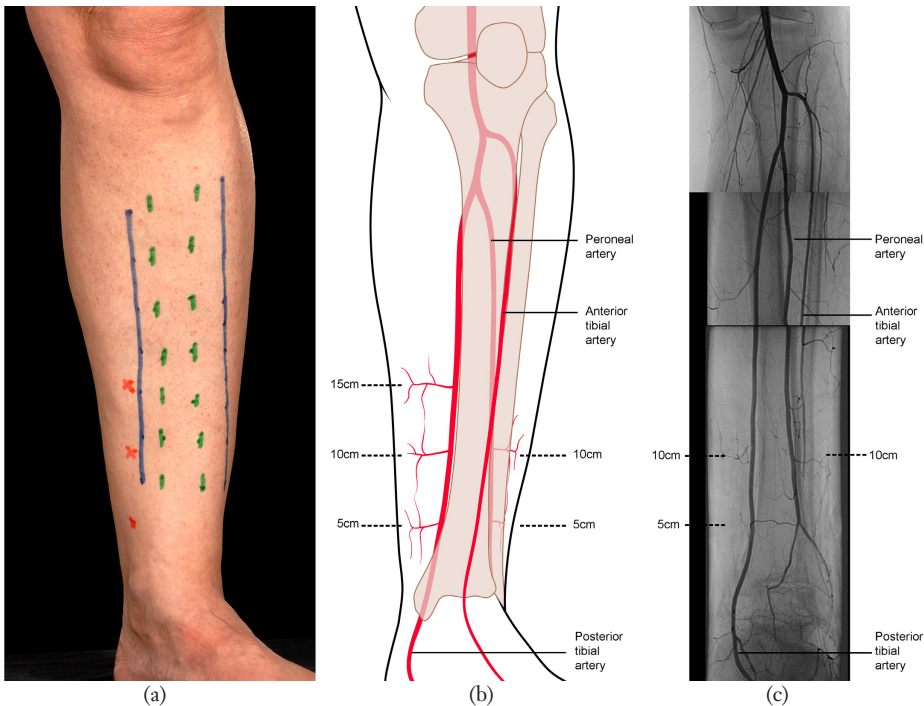 Peroneal
artery
Anterior
tibial
artery
15cm
10cm
10cm
5cm
5cm
Posterior
tibial
artery
Peroneal
artery
Anterior
tibial
artery
10cm
10cm
5cm
Posterior
tibial
artery
(a)
(b)
(c)